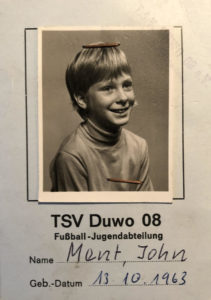 TSV Duwo 08
Fußball-Jugendabteilung
Name Ment, John
Geb.-Datum 13. 10. 1963